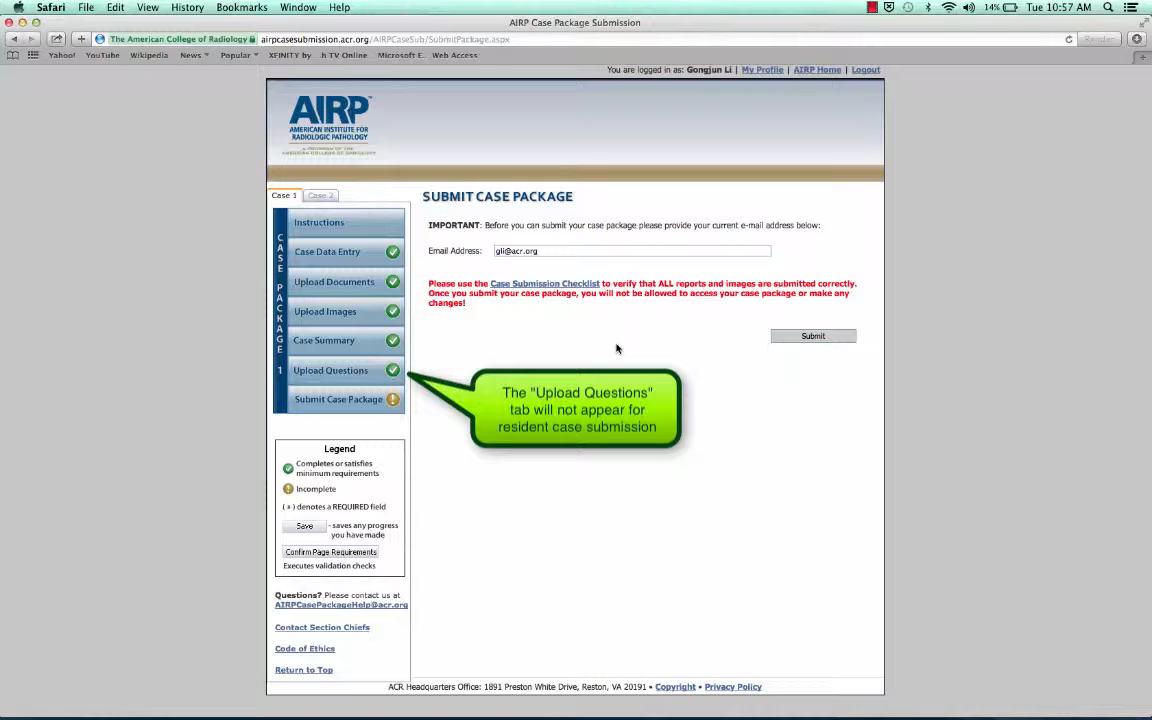 Safari File Edit View History Bookmarks Window Help 14% Tue 10:57 AM
AIRP Case Package Submission
The American College of Radiology airpcasesubmission.acr.org/AIRPCaseSub/SubmitPackage.aspx Reader
Yahoo! YouTube Wikipedia News Popular XFINITY by h TV Online Microsoft E. Web Access
You are logged in as: Gongjun Li | My Profile | AIRP Home | Logout
AIRP
AMERICAN INSTITUTE FOR
RADIOLOGIC PATHOLOGY
A PROGRAM OF THE
AMERICAN COLLEGE OF RADIOLOGY
Case 1 Case 2
CASE PACKAGE 1
Instructions
Case Data Entry
Upload Documents
Upload Images
Case Summary
Upload Questions
Submit Case Package
SUBMIT CASE PACKAGE
IMPORTANT: Before you can submit your case package please provide your current e-mail address below:
Email Address: gli@acr.org
Please use the Case Submission Checklist to verify that ALL reports and images are submitted correctly.
Once you submit your case package, you will not be allowed to access your case package or make any
changes!
Submit
The "Upload Questions"
tab will not appear for
resident case submission
Legend
Completes or satisfies
minimum requirements
Incomplete
( * ) denotes a REQUIRED field
Save - saves any progress
you have made
Confirm Page Requirements
Executes validation checks
Questions? Please contact us at
AIRPCasePackageHelp@acr.org
Contact Section Chiefs
Code of Ethics
Return to Top
ACR Headquarters Office: 1891 Preston White Drive, Reston, VA 20191 • Copyright • Privacy Policy